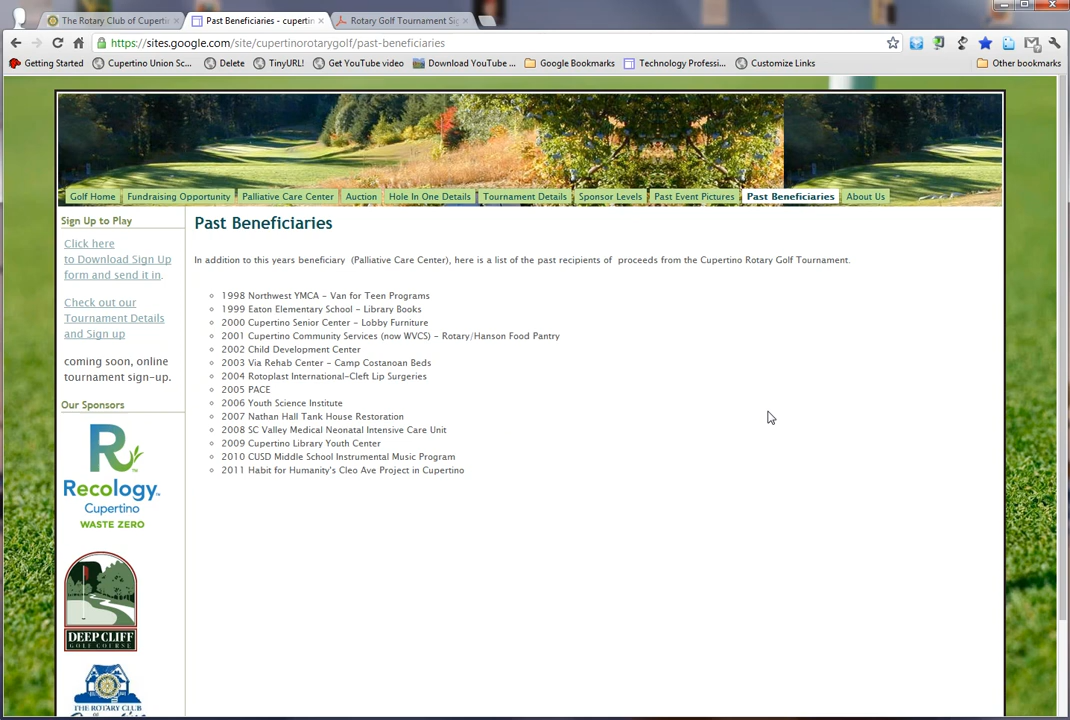 The Rotary Club of Cuperti
Past Beneficiaries - cupertin
Rotary Golf Tournament Sig
https://sites.google.com/site/cupertinorotarygolf/past-beneficiaries
Getting Started
Cupertino Union Sc...
Delete
TinyURL!
Get YouTube video
Download YouTube ...
Google Bookmarks
Technology Professi...
Customize Links
Other bookmarks
Golf Home
Fundraising Opportunity
Palliative Care Center
Auction
Hole In One Details
Tournament Details
Sponsor Levels
Past Event Pictures
Past Beneficiaries
About Us
Sign Up to Play
Click here
to Download Sign Up
form and send it in.
Check out our
Tournament Details
and Sign up
coming soon, online
tournament sign-up.
Our Sponsors
R
Recology™
Cupertino
WASTE ZERO
DEEP CLIFF
GOLF COURSE
THE ROTARY CLUB
Past Beneficiaries
In addition to this years beneficiary (Palliative Care Center), here is a list of the past recipients of proceeds from the Cupertino Rotary Golf Tournament.
1998 Northwest YMCA - Van for Teen Programs
1999 Eaton Elementary School - Library Books
2000 Cupertino Senior Center - Lobby Furniture
2001 Cupertino Community Services (now WVCS) - Rotary/Hanson Food Pantry
2002 Child Development Center
2003 Via Rehab Center - Camp Costanoan Beds
2004 Rotoplast International-Cleft Lip Surgeries
2005 PACE
2006 Youth Science Institute
2007 Nathan Hall Tank House Restoration
2008 SC Valley Medical Neonatal Intensive Care Unit
2009 Cupertino Library Youth Center
2010 CUSD Middle School Instrumental Music Program
2011 Habit for Humanity's Cleo Ave Project in Cupertino